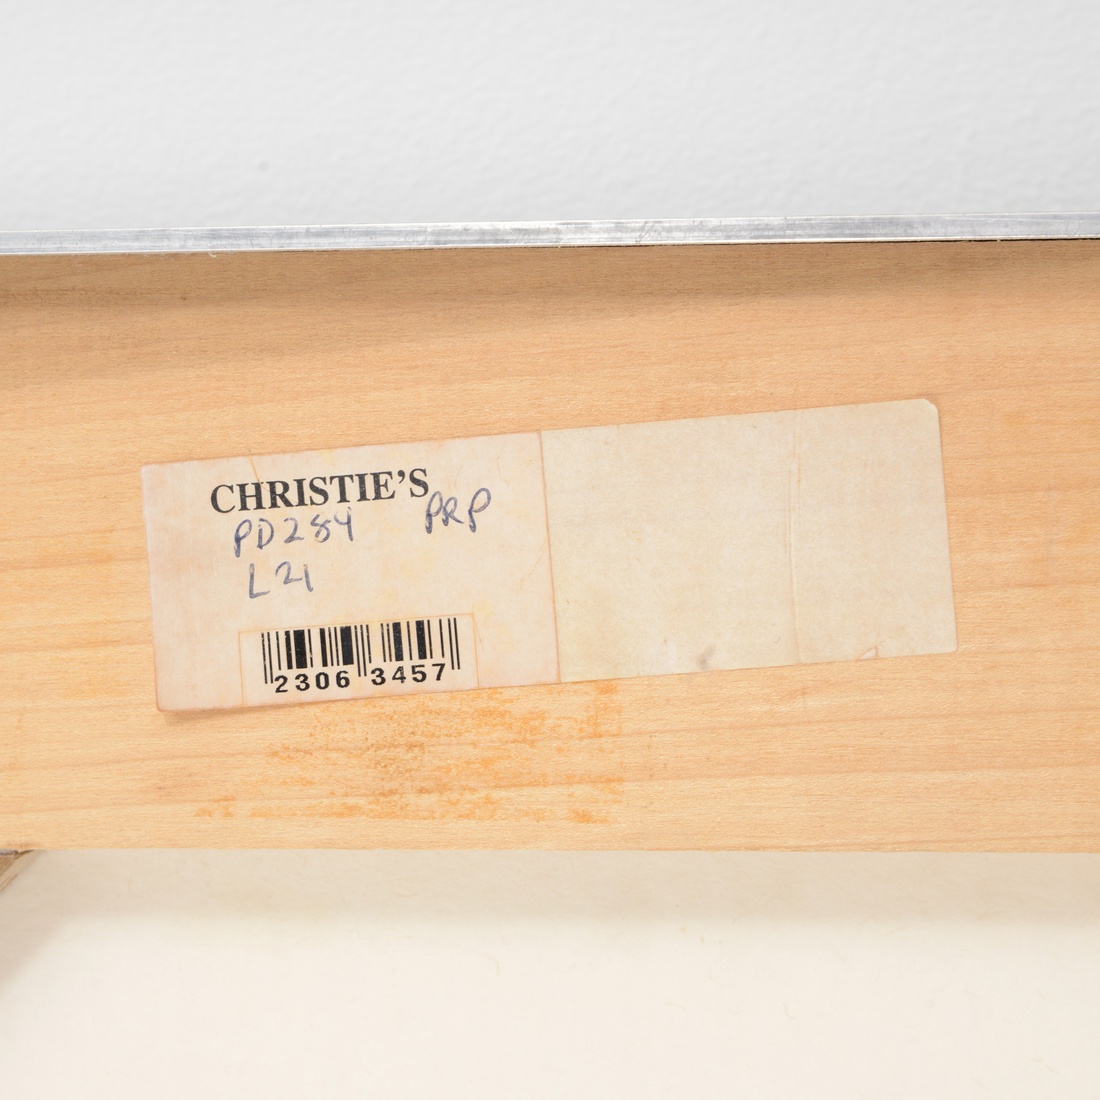 CHRISTIE'S
PD284 PRP
L21
2306 3457